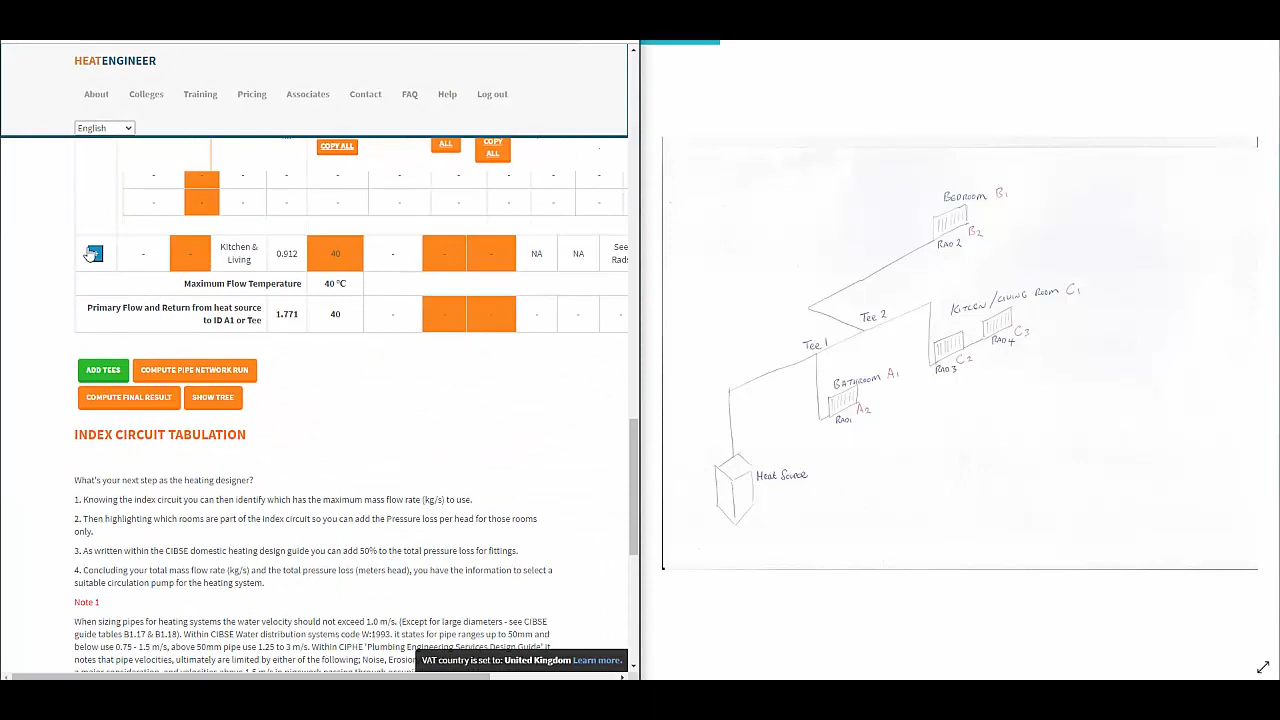 HEATENGINEER
About Colleges Training Pricing Associates Contact FAQ Help Log out
English
COPY ALL
ALL
COPY ALL
- - - - - - - - - -
- - - - - - - - - -
- - Kitchen & Living 0.912 40 - - - NA NA See Rads
Maximum Flow Temperature 40 °C
Primary Flow and Return from heat source to ID A1 or Tee 1.771 40 - - - - - -
ADD TEES COMPUTE PIPE NETWORK RUN
COMPUTE FINAL RESULT SHOW TREE
INDEX CIRCUIT TABULATION
What's your next step as the heating designer?
1. Knowing the index circuit you can then identify which has the maximum mass flow rate (kg/s) to use.
2. Then highlighting which rooms are part of the index circuit so you can add the Pressure loss per head for those rooms
only.
3. As written within the CIBSE domestic heating design guide you can add 50% to the total pressure loss for fittings.
4. Concluding your total mass flow rate (kg/s) and the total pressure loss (meters head), you have the information to select a
suitable circulation pump for the heating system.
Note 1
When sizing pipes for heating systems the water velocity should not exceed 1.0 m/s. (Except for large diameters - see CIBSE
guide tables B1.17 & B1.18). Within CIBSE Water distribution systems code W:1993. it states for pipe ranges up to 50mm and
below use 0.75 - 1.5 m/s, above 50mm pipe use 1.25 to 3 m/s. Within CIPHE 'Plumbing Engineering Services Design Guide' it
notes that pipe velocities, ultimately are limited by either of the following; Noise, Erosion
VAT country is set to: United Kingdom Learn more.
BEDROOM B1
B2
RAD 2
KITCEN/LIVING ROOM C1
Tee 2
C3
RAD 4
Tee 1
C2
RAD 3
BATHROOM A1
A2
RAD1
Heat Source